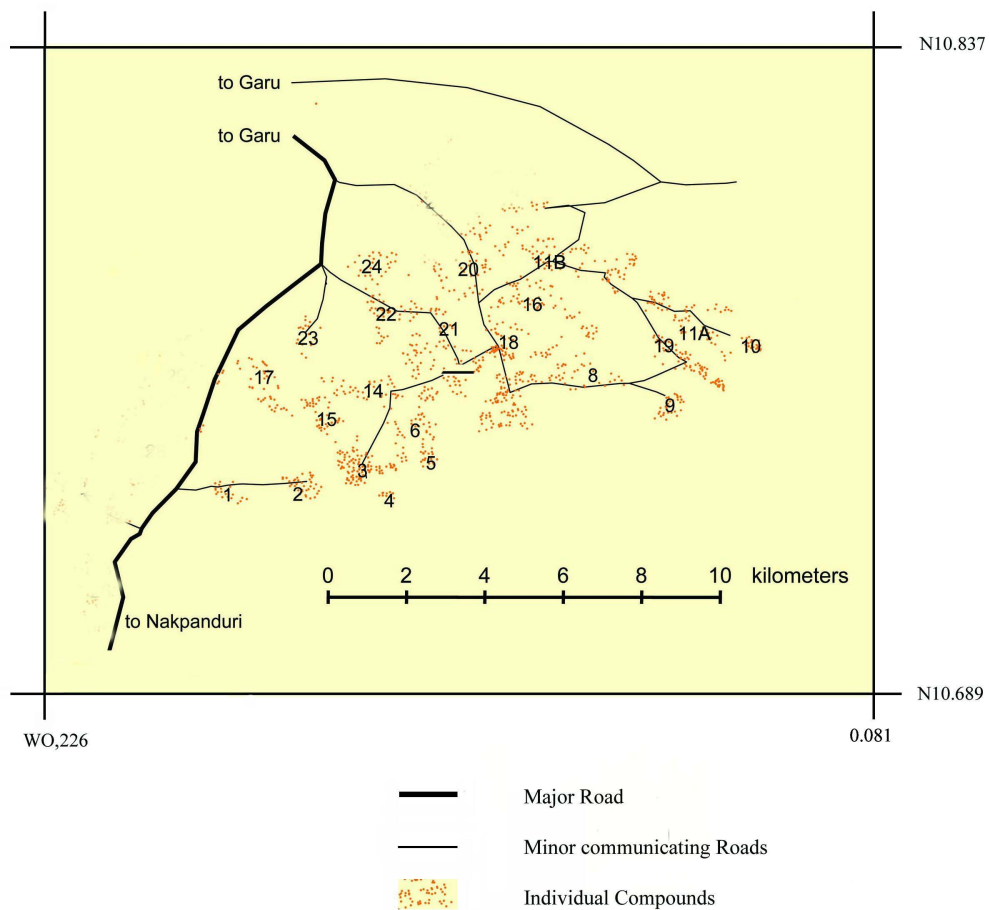 N10.837
to Garu
to Garu
11B
24
20
16
22
21
11A
23
18
19
10
17
8
14
9
15
6
5
3
1
2
4
0 2 4 6 8 10 kilometers
to Nakpanduri
N10.689
WO,226
0.081
Major Road
Minor communicating Roads
Individual Compounds